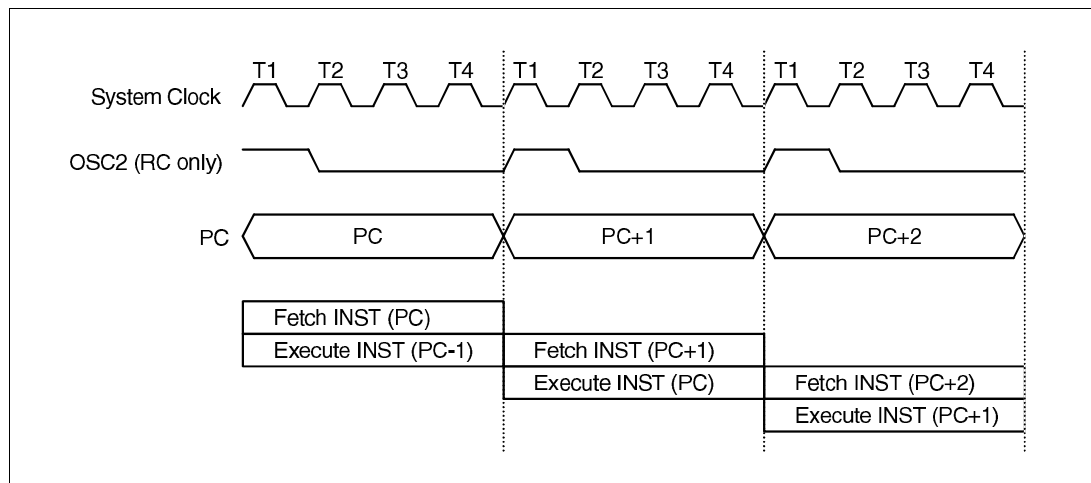 T1 T2 T3 T4 T1 T2 T3 T4 T1 T2 T3 T4
System Clock
OSC2 (RC only)
PC PC PC+1 PC+2
Fetch INST (PC)
Execute INST (PC-1) Fetch INST (PC+1)
Execute INST (PC) Fetch INST (PC+2)
Execute INST (PC+1)